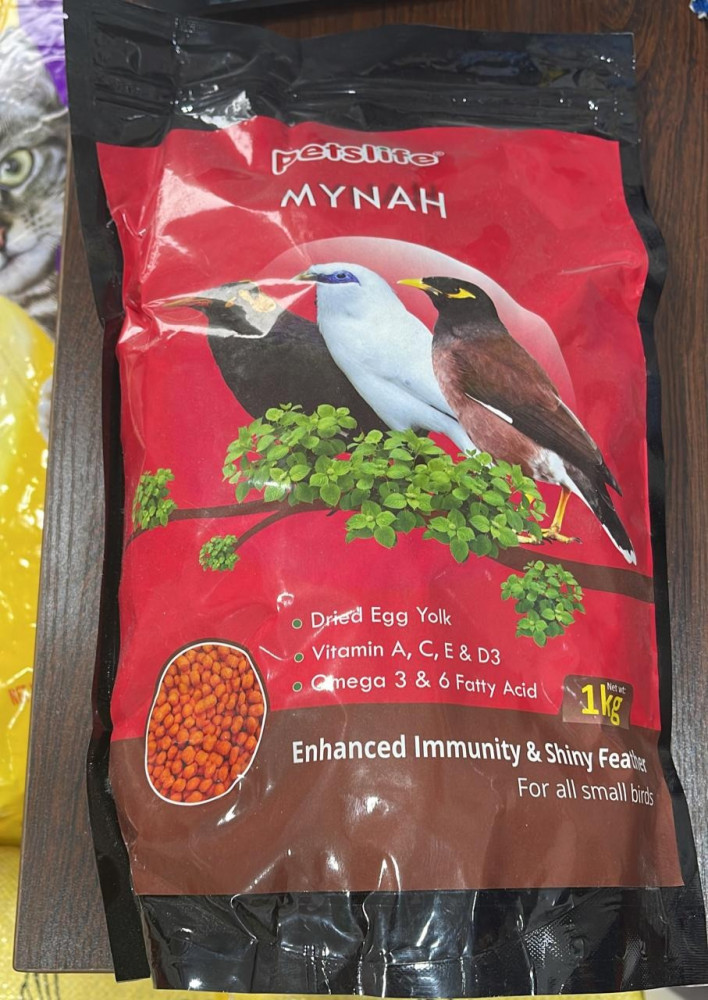 petslife®
MYNAH
Dried Egg Yolk
Vitamin A, C, E & D3
Omega 3 & 6 Fatty Acid
Net wt:
1kg
Enhanced Immunity & Shiny Feather
For all small birds